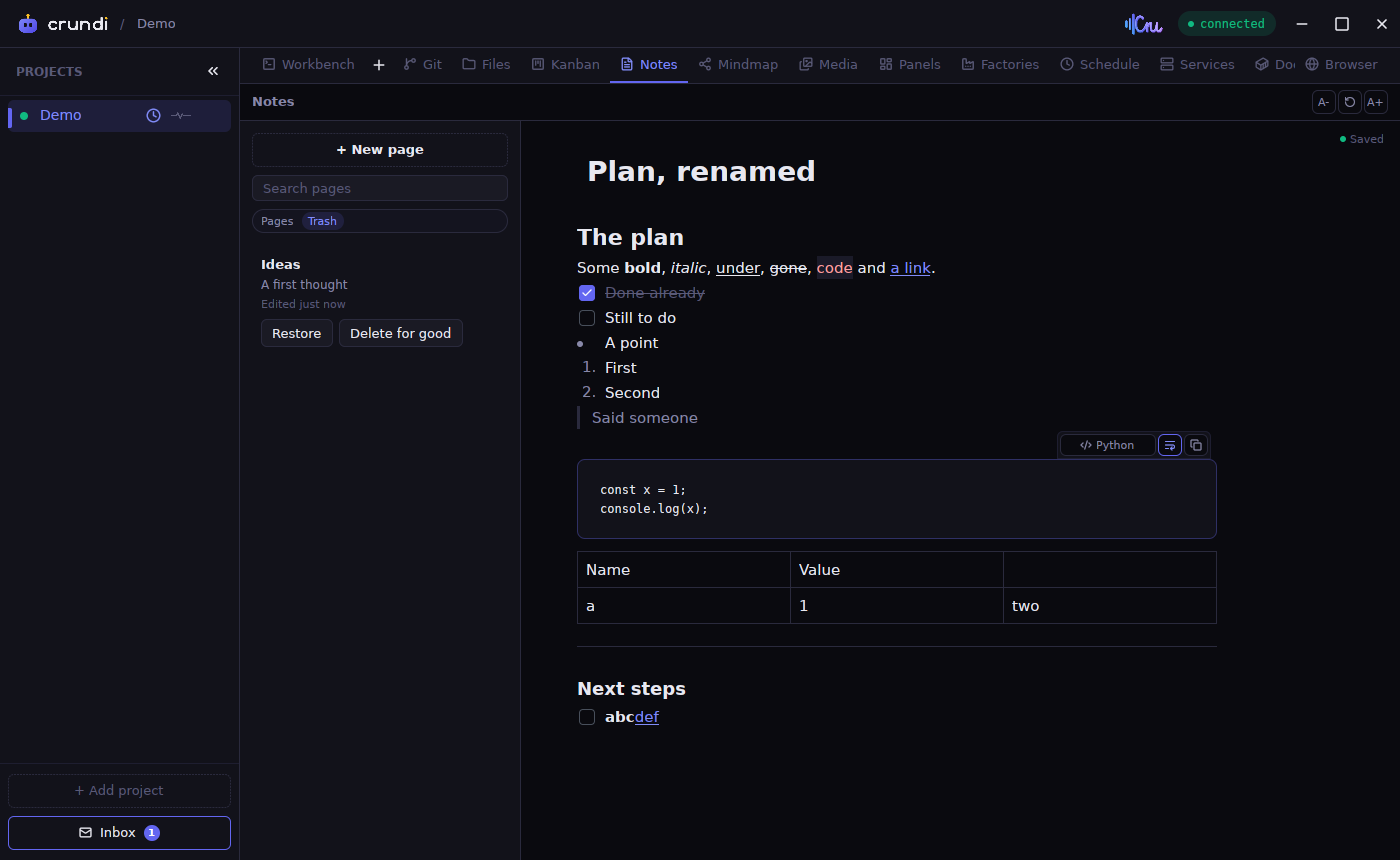 crundi / Demo
Cru
connected
PROJECTS
Workbench
Git
Files
Kanban
Notes
Mindmap
Media
Panels
Factories
Schedule
Services
Browser
Demo
Notes
A-
A+
+ New page
Saved
Search pages
Plan, renamed
Pages Trash
The plan
Ideas
Some bold, italic, under, gone, code and a link.
A first thought
Done already
Edited just now
Still to do
Restore
Delete for good
A point
1. First
2. Second
Said someone
</> Python
const x = 1;
console.log(x);
Name Value
a 1 two
Next steps
abcdef
+ Add project
Inbox 1